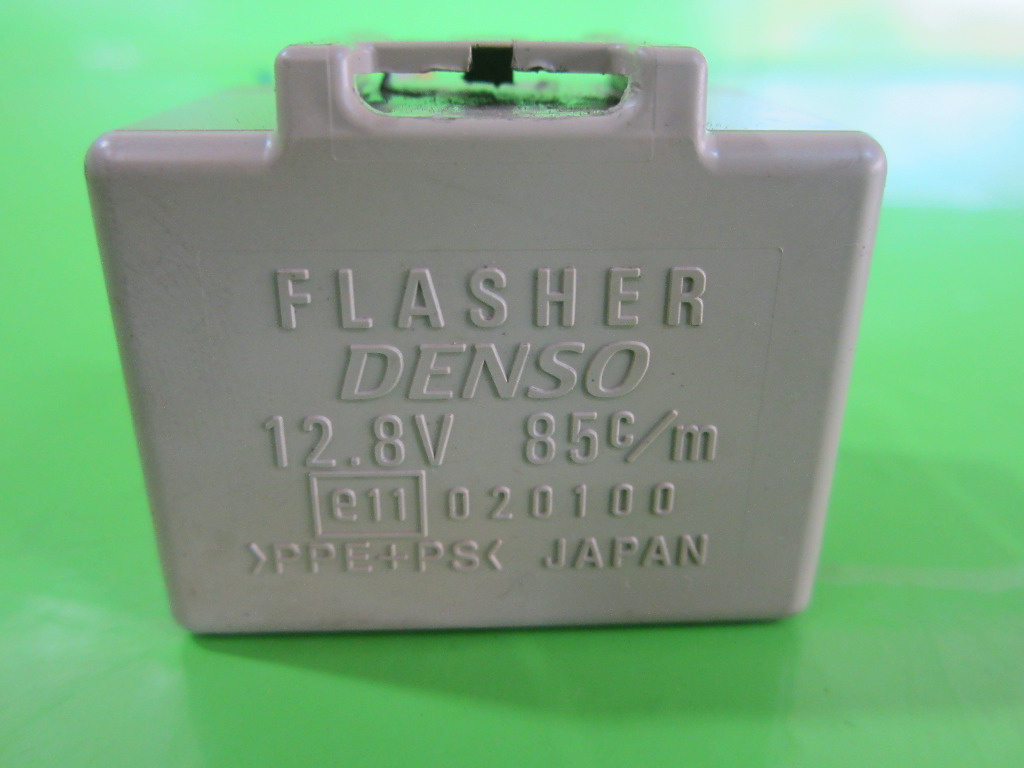 FLASHER
DENSO
12.8V 85c/m
e11 020100
>PPE+PS< JAPAN